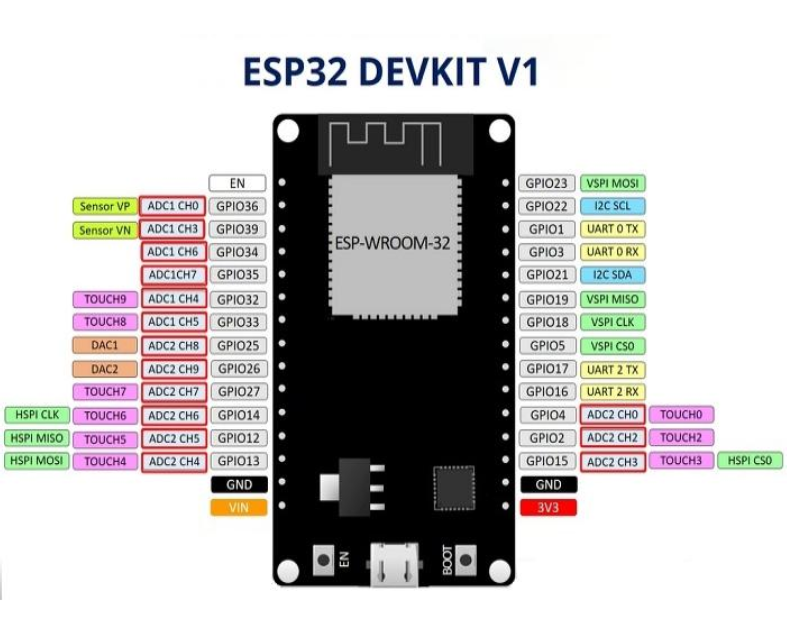 ESP32 DEVKIT V1
EN GPIO23 VSPI MOSI
Sensor VP ADC1 CH0 GPIO36 GPIO22 I2C SCL
Sensor VN ADC1 CH3 GPIO39 GPIO1 UART 0 TX
ADC1 CH6 GPIO34 ESP-WROOM-32 GPIO3 UART 0 RX
ADC1CH7 GPIO35 GPIO21 I2C SDA
TOUCH9 ADC1 CH4 GPIO32 GPIO19 VSPI MISO
TOUCH8 ADC1 CH5 GPIO33 GPIO18 VSPI CLK
DAC1 ADC2 CH8 GPIO25 GPIO5 VSPI CS0
DAC2 ADC2 CH9 GPIO26 GPIO17 UART 2 TX
TOUCH7 ADC2 CH7 GPIO27 GPIO16 UART 2 RX
HSPI CLK TOUCH6 ADC2 CH6 GPIO14 GPIO4 ADC2 CH0 TOUCH0
HSPI MISO TOUCH5 ADC2 CH5 GPIO12 GPIO2 ADC2 CH2 TOUCH2
HSPI MOSI TOUCH4 ADC2 CH4 GPIO13 GPIO15 ADC2 CH3 TOUCH3 HSPI CS0
GND GND
VIN 3V3
EN BOOT